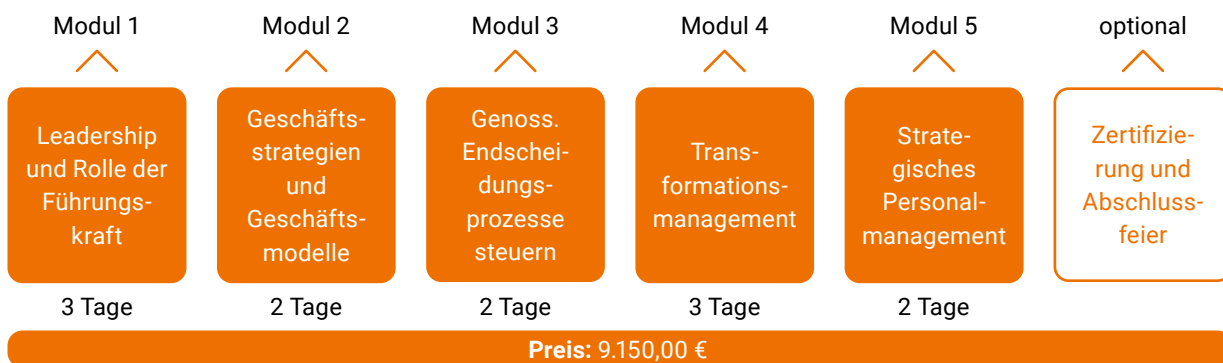 Modul 1
Modul 2
Modul 3
Modul 4
Modul 5
optional
Leadership
und Rolle der
Führungs-
kraft
Geschäfts-
strategien
und
Geschäfts-
modelle
Genoss.
Endschei-
dungs-
prozesse
steuern
Trans-
formations-
management
Strate-
gisches
Personal-
management
Zertifizie-
rung und
Abschluss-
feier
3 Tage
2 Tage
2 Tage
3 Tage
2 Tage
Preis: 9.150,00 €